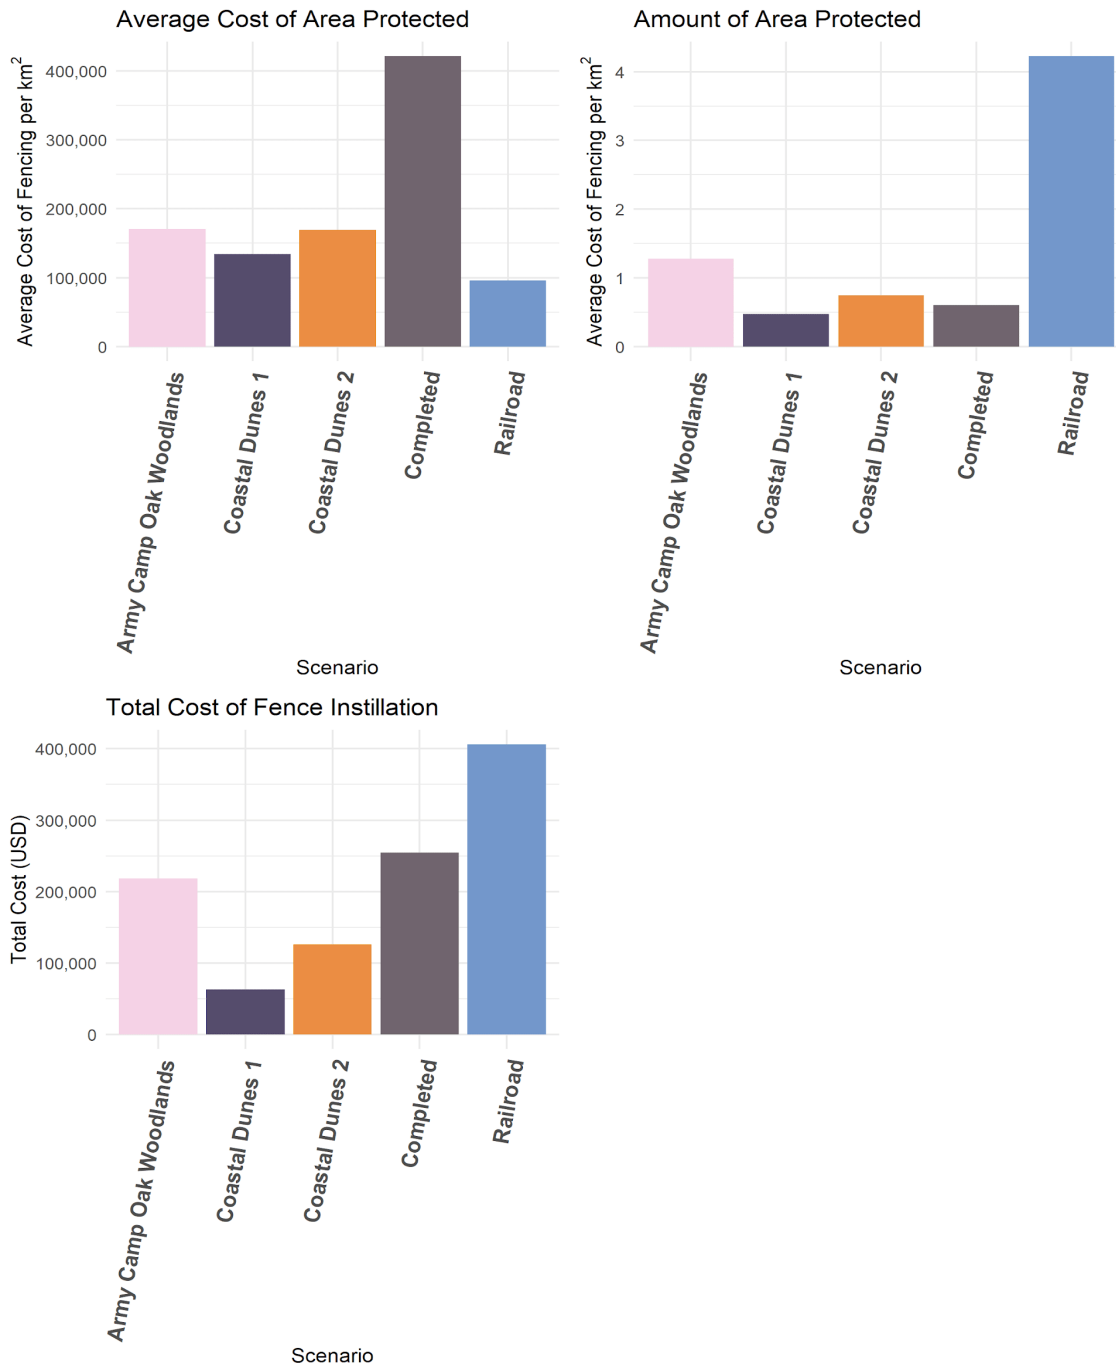 Average Cost of Area Protected
Average Cost of Fencing per km²
400,000
300,000
200,000
100,000
0
Army Camp Oak Woodlands
Coastal Dunes 1
Coastal Dunes 2
Completed
Railroad
Scenario
Amount of Area Protected
Average Cost of Fencing per km²
4
3
2
1
0
Army Camp Oak Woodlands
Coastal Dunes 1
Coastal Dunes 2
Completed
Railroad
Scenario
Total Cost of Fence Instillation
Total Cost (USD)
400,000
300,000
200,000
100,000
0
Army Camp Oak Woodlands
Coastal Dunes 1
Coastal Dunes 2
Completed
Railroad
Scenario